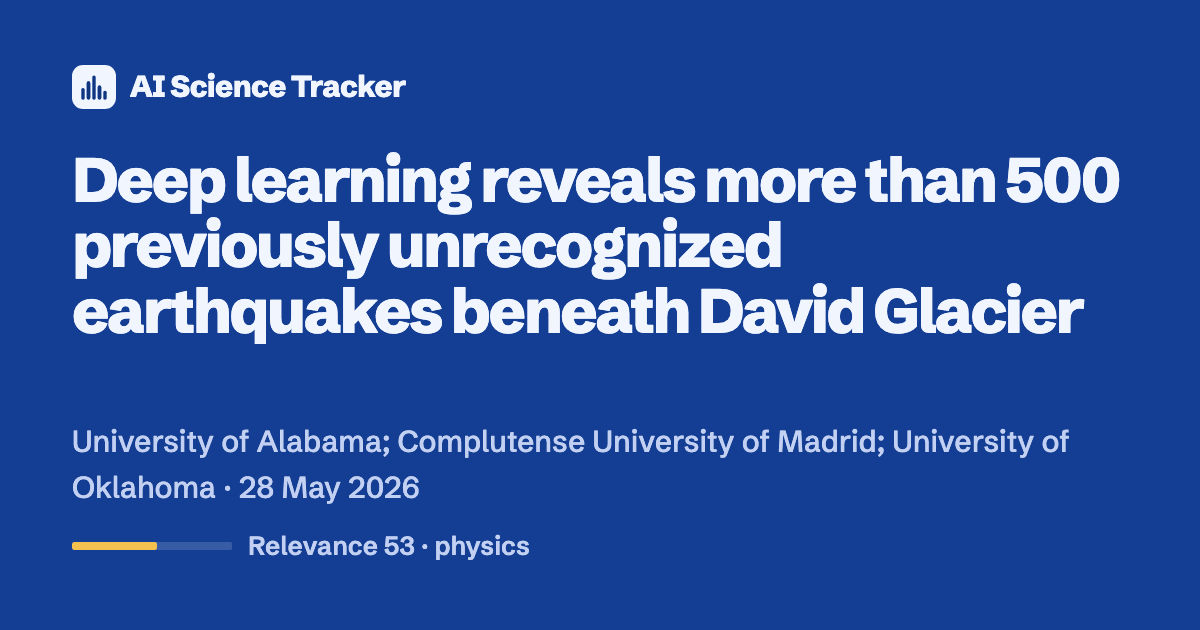 AI Science Tracker
Deep learning reveals more than 500
previously unrecognized
earthquakes beneath David Glacier
University of Alabama; Complutense University of Madrid; University of
Oklahoma · 28 May 2026
Relevance 53 · physics